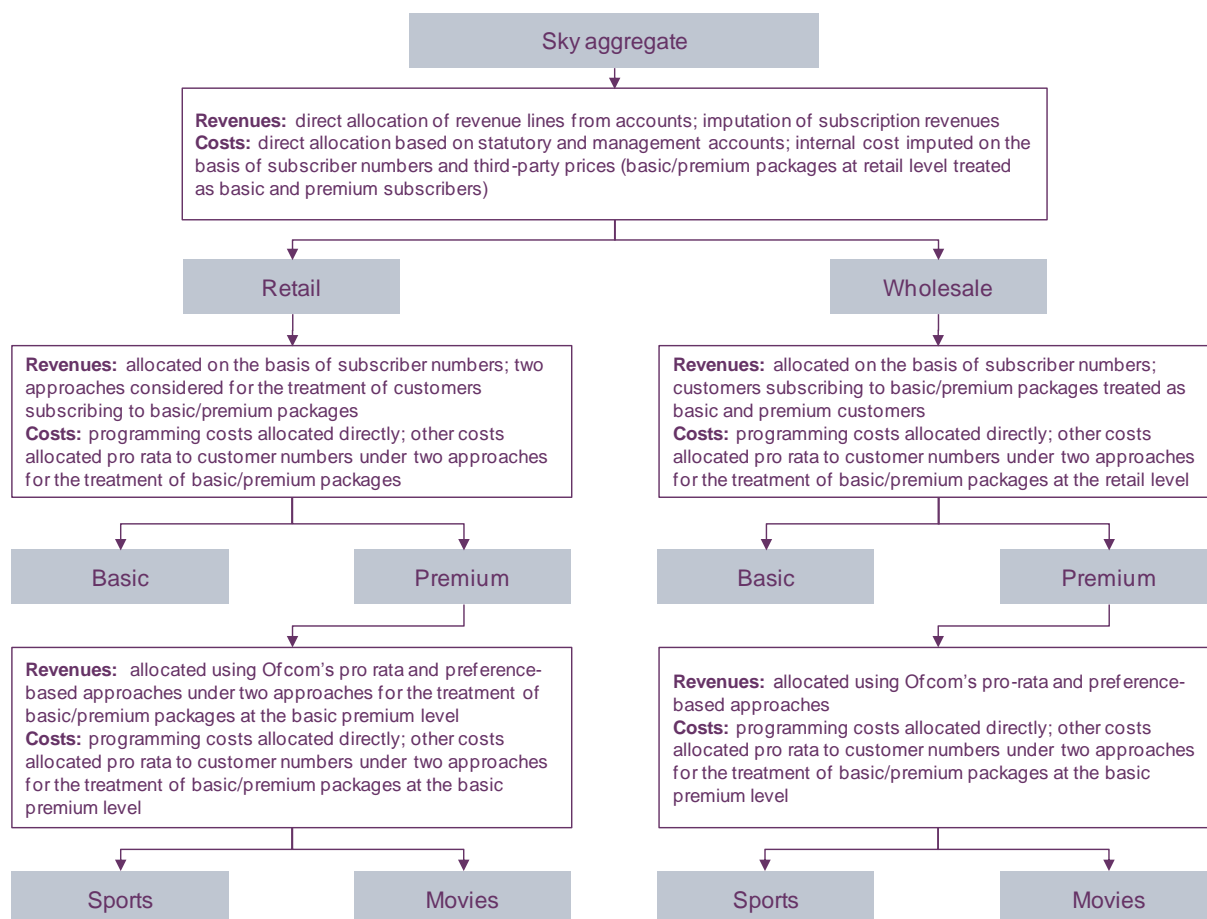 Sky aggregate
Revenues: direct allocation of revenue lines from accounts; imputation of subscription revenues
Costs: direct allocation based on statutory and management accounts; internal cost imputed on the
basis of subscriber numbers and third-party prices (basic/premium packages at retail level treated
as basic and premium subscribers)
Retail
Wholesale
Revenues: allocated on the basis of subscriber numbers; two
approaches considered for the treatment of customers
subscribing to basic/premium packages
Costs: programming costs allocated directly; other costs
allocated pro rata to customer numbers under two approaches
for the treatment of basic/premium packages
Revenues: allocated on the basis of subscriber numbers;
customers subscribing to basic/premium packages treated as
basic and premium customers
Costs: programming costs allocated directly; other costs
allocated pro rata to customer numbers under two approaches
for the treatment of basic/premium packages at the retail level
Basic
Premium
Basic
Premium
Revenues: allocated using Ofcom's pro rata and preference-
based approaches under two approaches for the treatment of
basic/premium packages at the basic premium level
Costs: programming costs allocated directly; other costs
allocated pro rata to customer numbers under two approaches
for the treatment of basic/premium packages at the basic
premium level
Revenues: allocated using Ofcom's pro-rata and preference-
based approaches
Costs: programming costs allocated directly; other costs
allocated pro rata to customer numbers under two approaches
for the treatment of basic/premium packages at the basic
premium level
Sports
Movies
Sports
Movies